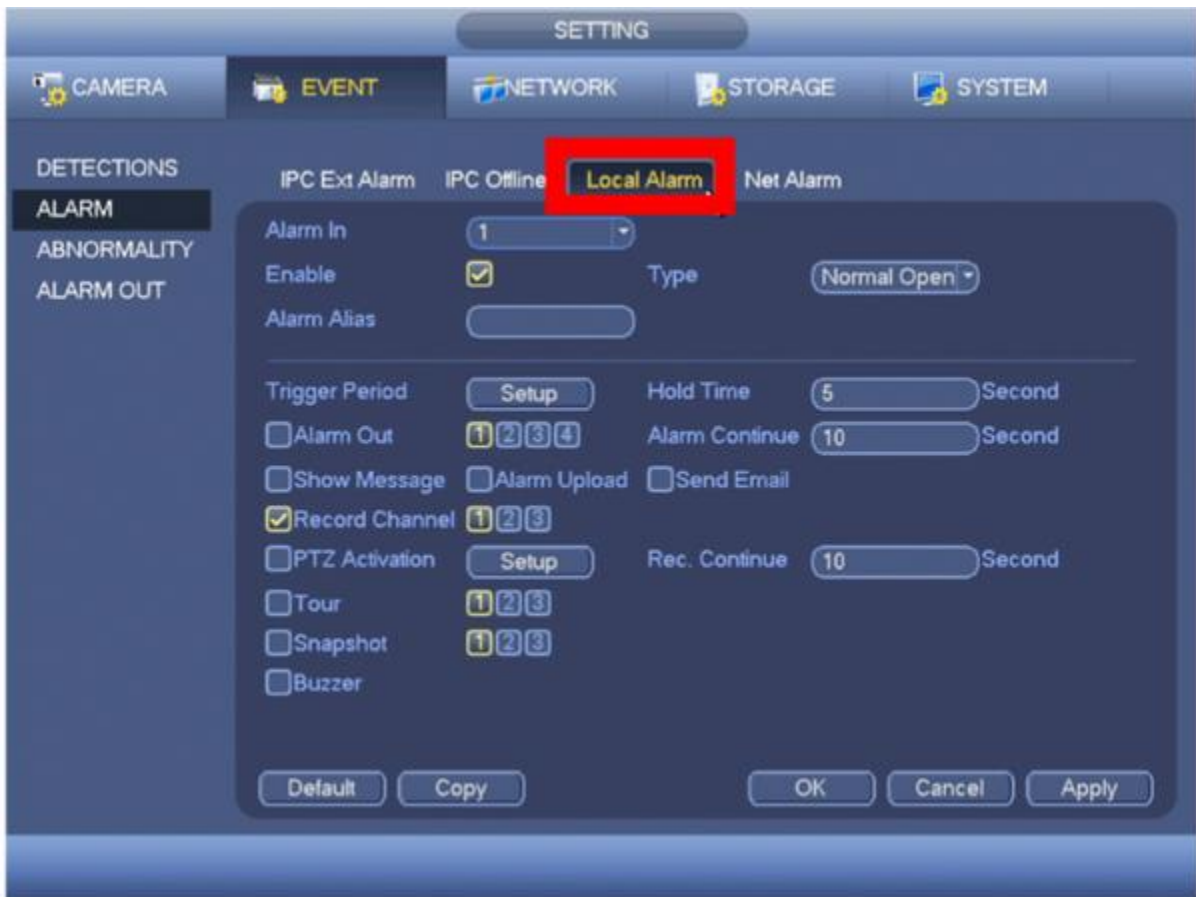 SETTING
CAMERA EVENT NETWORK STORAGE SYSTEM
DETECTIONS
ALARM
ABNORMALITY
ALARM OUT
IPC Ext Alarm IPC Offline Local Alarm Net Alarm
Alarm In 1
Enable Type Normal Open
Alarm Alias
Trigger Period Setup Hold Time 5 Second
Alarm Out 1 2 3 4 Alarm Continue 10 Second
Show Message Alarm Upload Send Email
Record Channel 1 2 3
PTZ Activation Setup Rec. Continue 10 Second
Tour 1 2 3
Snapshot 1 2 3
Buzzer
Default Copy OK Cancel Apply